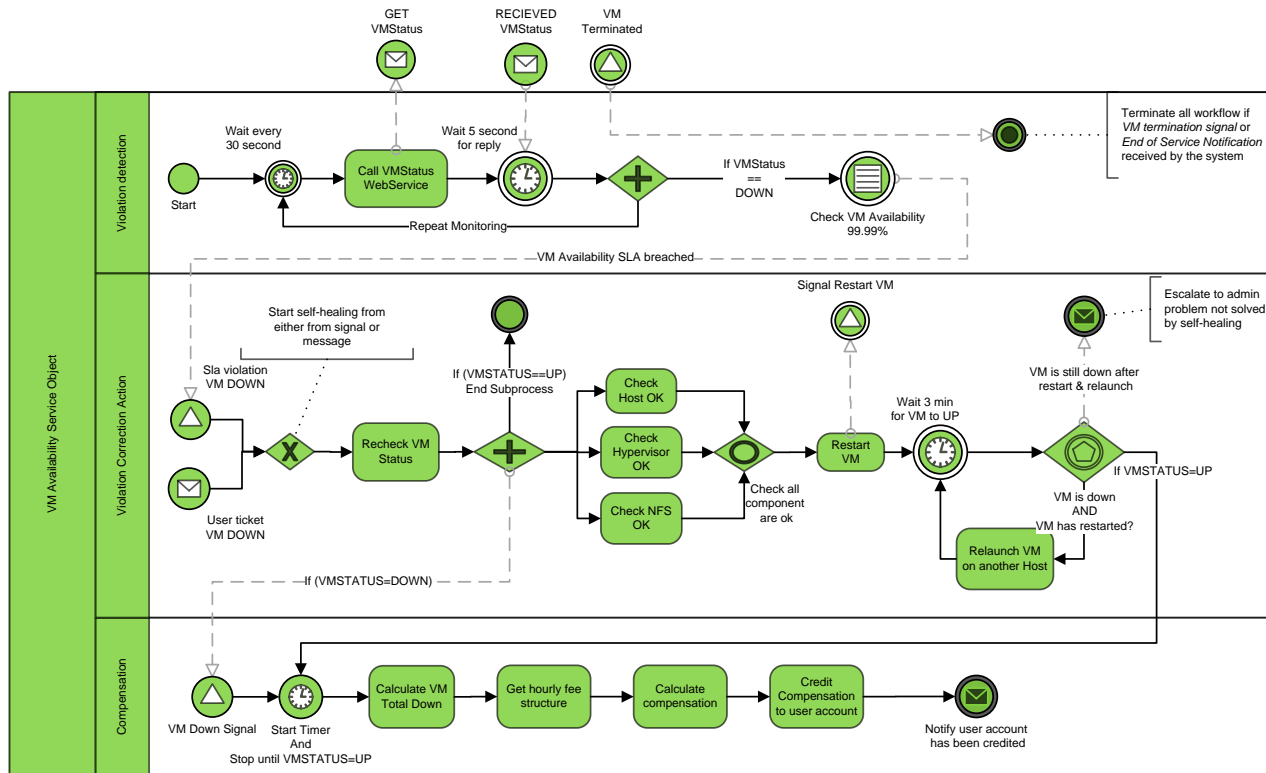 GET
VMStatus
RECIEVED
VMStatus
VM
Terminated
VM Availability Service Object
Violation detection
Wait every
30 second
Start
Call VMStatus
WebService
Wait 5 second
for reply
If VMStatus
==
DOWN
Check VM Availability
99.99%
Repeat Monitoring
Terminate all workflow if
VM termination signal or
End of Service Notification
received by the system
VM Availability SLA breached
Violation Correction Action
Start self-healing from
either from signal or
message
Sla violation
VM DOWN
X
User ticket
VM DOWN
Recheck VM
Status
If (VMSTATUS==UP)
End Subprocess
Check
Host OK
Check
Hypervisor
OK
Check NFS
OK
Check all
component
are ok
Signal Restart VM
Restart
VM
Wait 3 min
for VM to UP
Escalate to admin
problem not solved
by self-healing
VM is still down after
restart & relaunch
If VMSTATUS=UP
VM is down
AND
VM has restarted?
Relaunch VM
on another Host
If (VMSTATUS=DOWN)
Compensation
VM Down Signal
Start Timer
And
Stop until VMSTATUS=UP
Calculate VM
Total Down
Get hourly fee
structure
Calculate
compensation
Credit
Compensation
to user account
Notify user account
has been credited